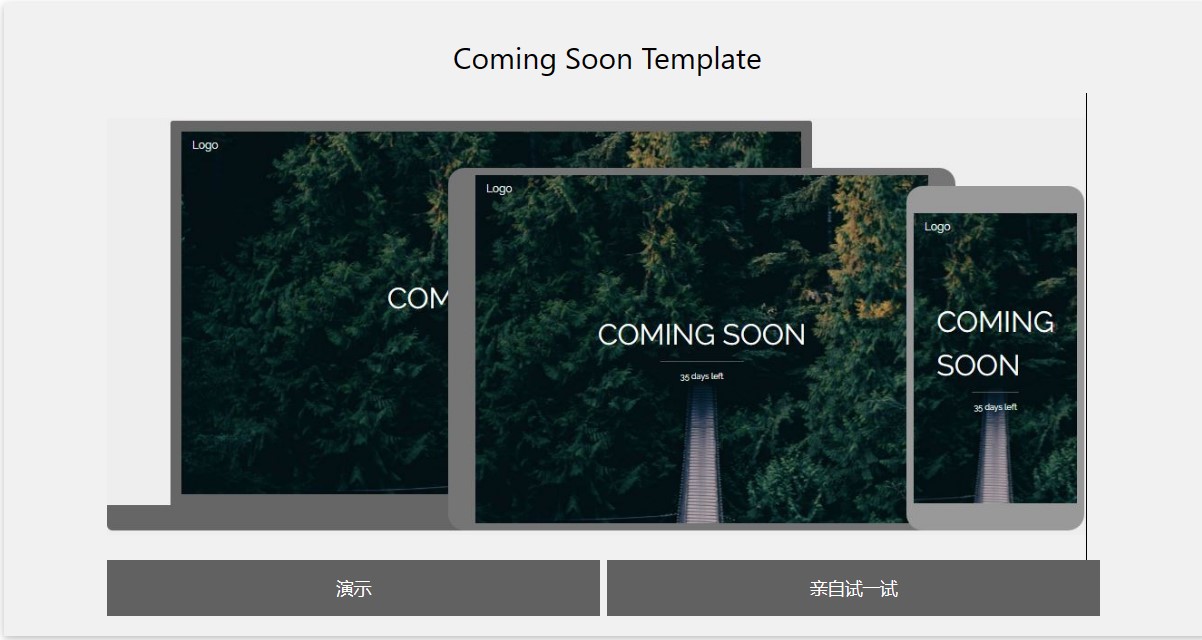 Coming Soon Template
Logo
COM
Logo
COMING SOON
35 days left
Logo
COMING
SOON
35 days left
演示
亲自试一试